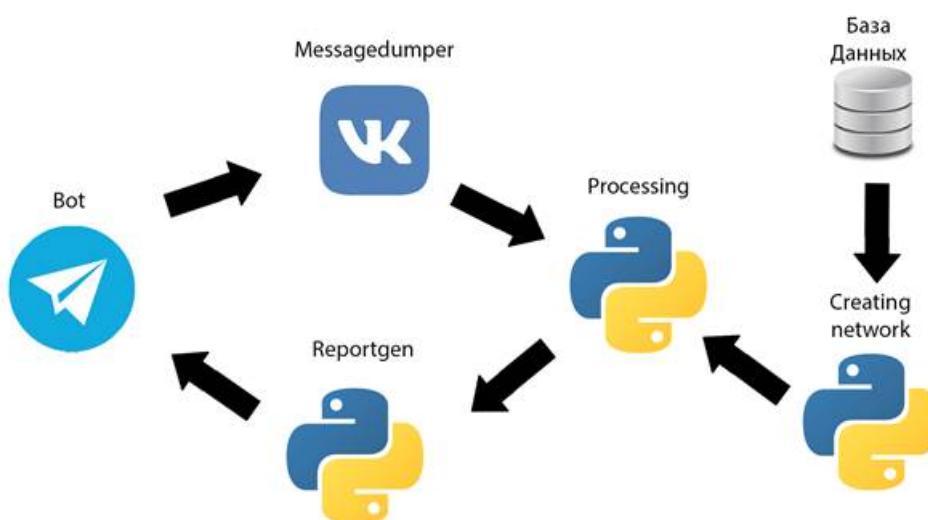 База
Данных
Messagedumper
Processing
Bot
Creating
network
Reportgen